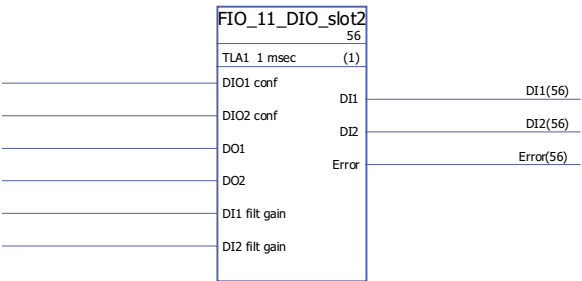 FIO_11_DIO_slot2
56
TLA1 1 msec (1)
DIO1 conf
DI1 DI1(56)
DIO2 conf
DI2 DI2(56)
DO1
Error Error(56)
DO2
DI1 filt gain
DI2 filt gain